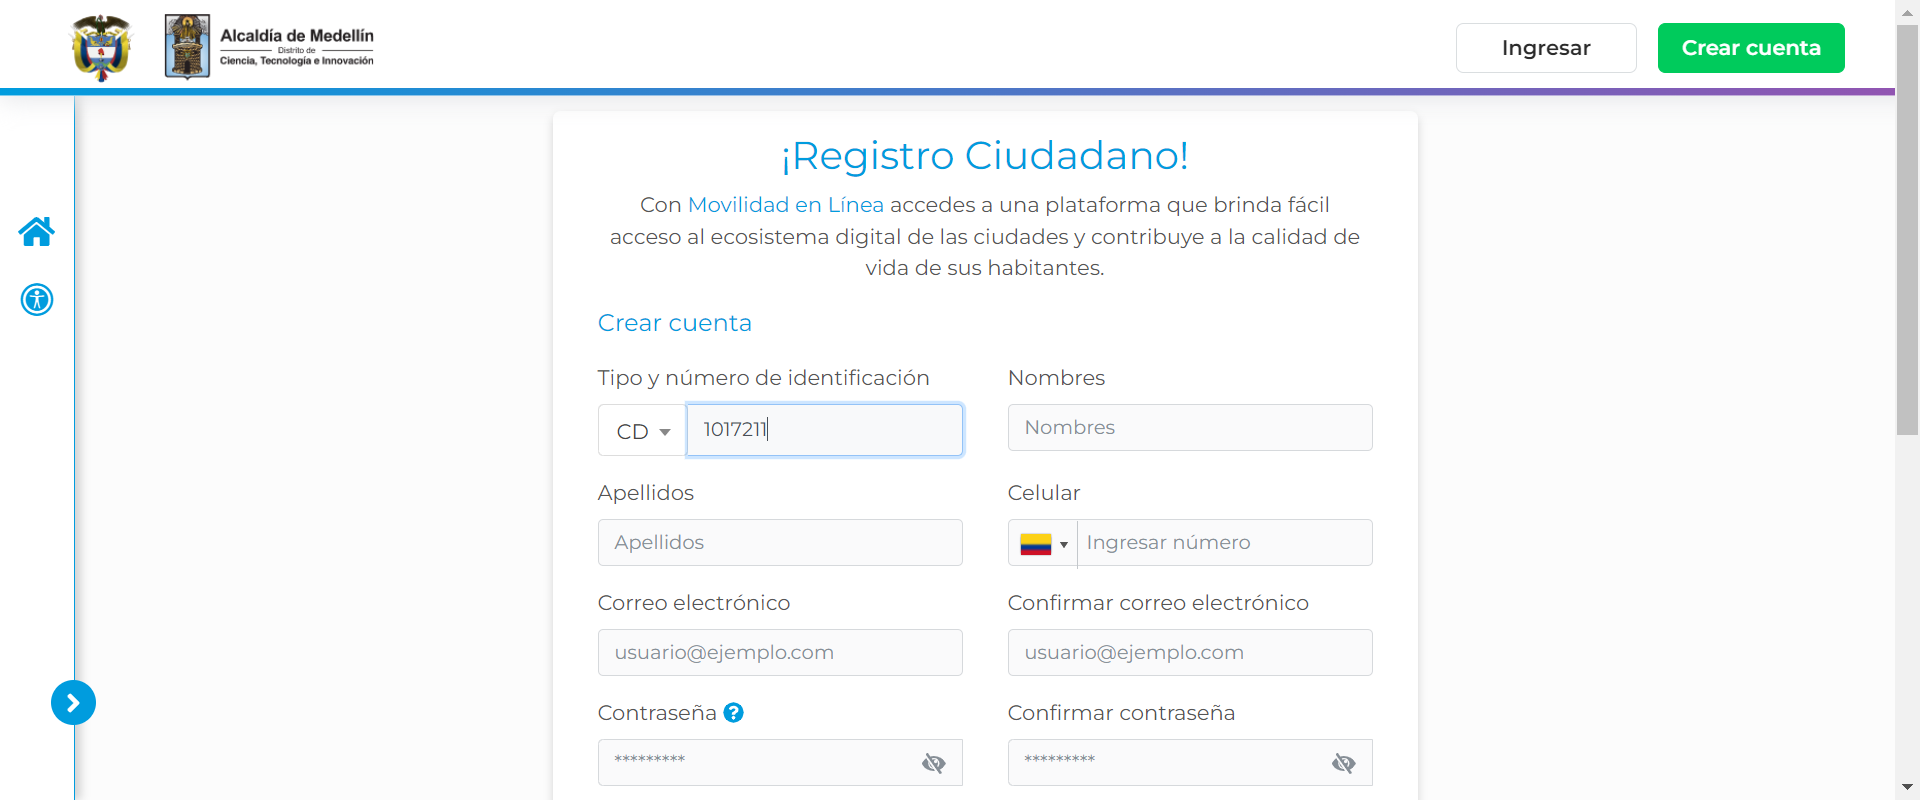 Alcaldía de Medellín
Distrito de
Ciencia, Tecnología e Innovación
Ingresar
Crear cuenta
¡Registro Ciudadano!
Con Movilidad en Línea accedes a una plataforma que brinda fácil
acceso al ecosistema digital de las ciudades y contribuye a la calidad de
vida de sus habitantes.
Crear cuenta
Tipo y número de identificación
CD
1017211
Nombres
Nombres
Apellidos
Apellidos
Celular
Ingresar número
Correo electrónico
usuario@ejemplo.com
Confirmar correo electrónico
usuario@ejemplo.com
Contraseña ?
*********
Confirmar contraseña
*********